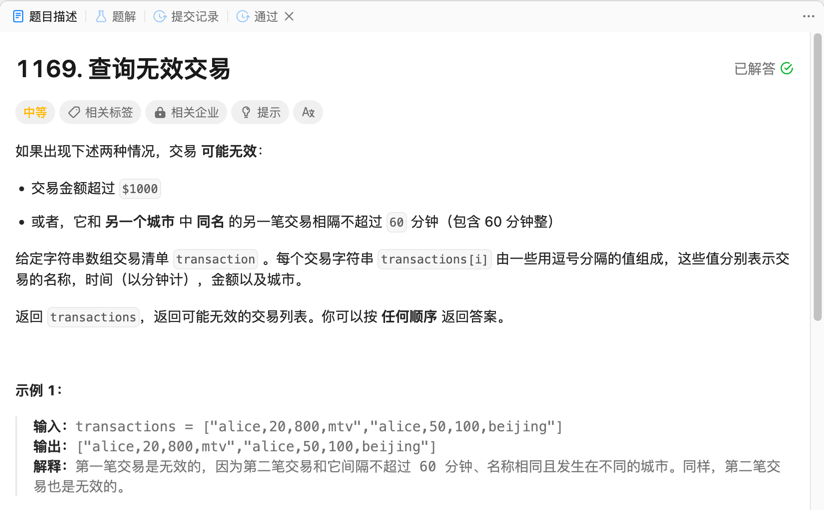 题目描述 题解 提交记录 通过
1169. 查询无效交易
已解答
中等 相关标签 相关企业 提示
如果出现下述两种情况，交易 可能无效：
• 交易金额超过 $1000
• 或者，它和 另一个城市 中 同名 的另一笔交易相隔不超过 60 分钟（包含 60 分钟整）
给定字符串数组交易清单 transaction 。每个交易字符串 transactions[i] 由一些用逗号分隔的值组成，这些值分别表示交
易的名称，时间（以分钟计），金额以及城市。
返回 transactions，返回可能无效的交易列表。你可以按 任何顺序 返回答案。
示例 1：
输入：transactions = ["alice,20,800,mtv","alice,50,100,beijing"]
输出：["alice,20,800,mtv","alice,50,100,beijing"]
解释：第一笔交易是无效的，因为第二笔交易和它间隔不超过 60 分钟、名称相同且发生在不同的城市。同样，第二笔交
易也是无效的。